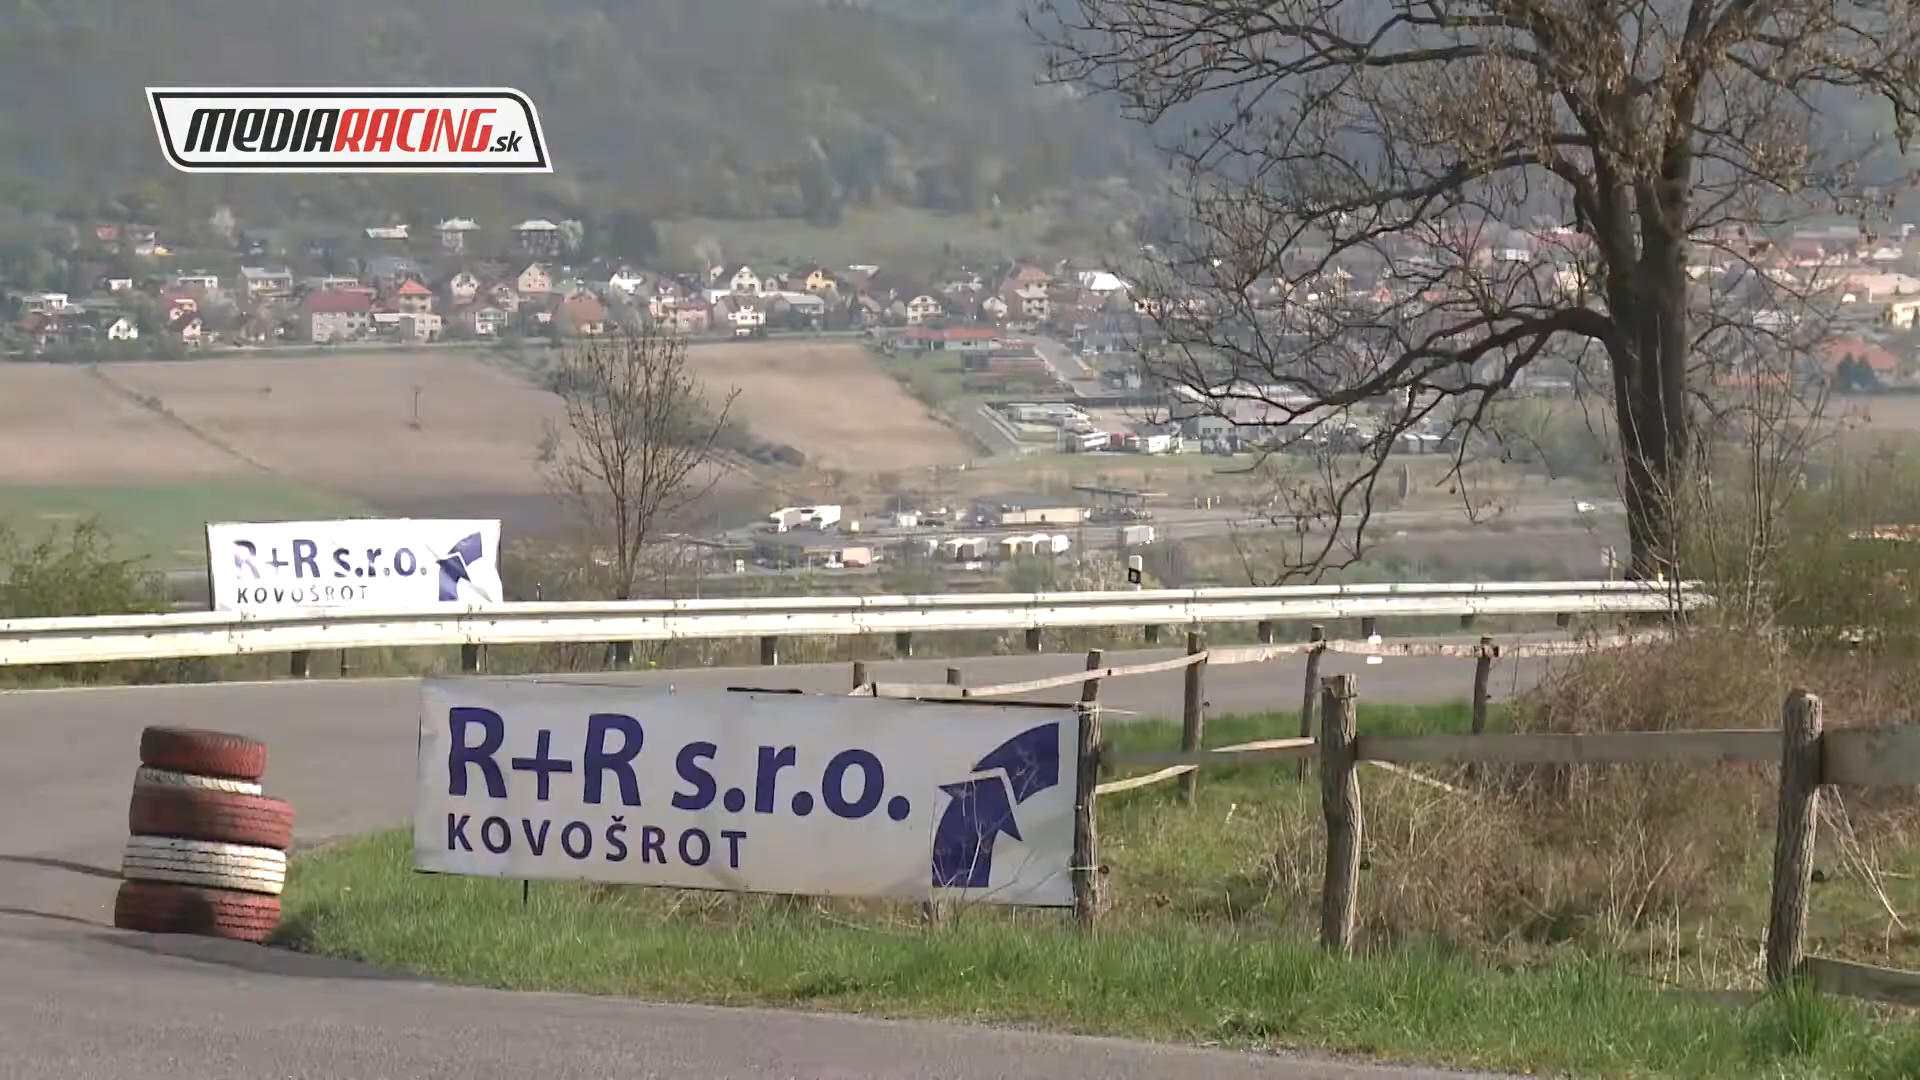 MEDIARACING.sk
R+R s.r.o.
KOVOŠROT
R+R s.r.o.
KOVOŠROT